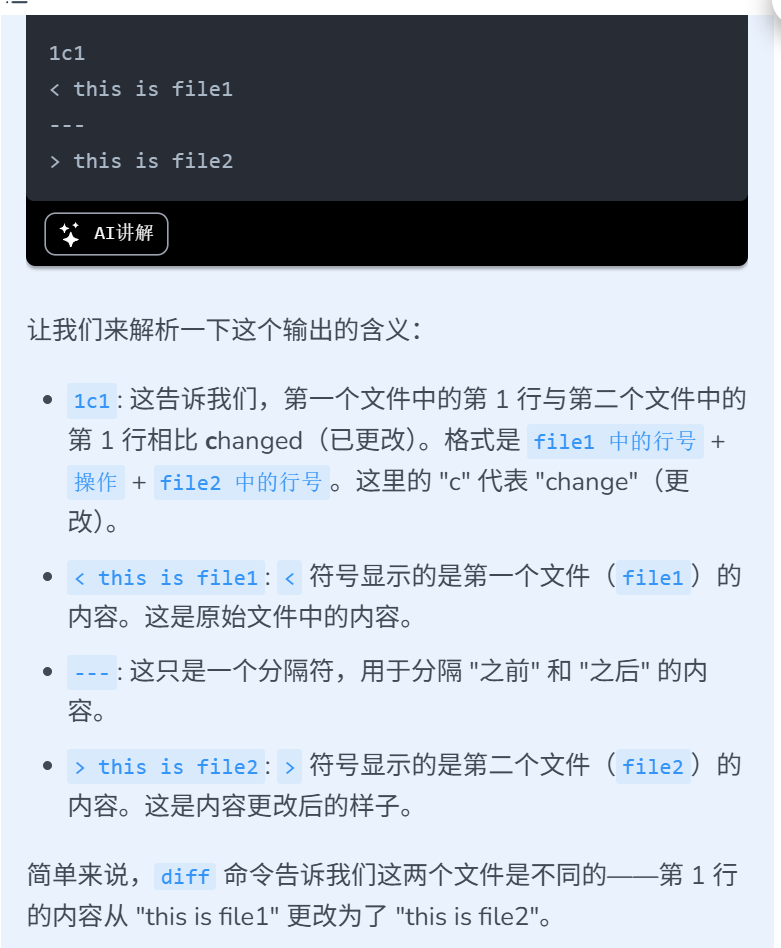 1c1
< this is file1
---
> this is file2
AI讲解
让我们来解析一下这个输出的含义：
1c1: 这告诉我们，第一个文件中的第 1 行与第二个文件中的
第 1 行相比 changed（已更改）。格式是 file1 中的行号 +
操作 + file2 中的行号。这里的 "c" 代表 "change"（更
改）。
< this is file1: < 符号显示的是第一个文件（file1）的
内容。这是原始文件中的内容。
---: 这只是一个分隔符，用于分隔 "之前" 和 "之后" 的内
容。
> this is file2: > 符号显示的是第二个文件（file2）的
内容。这是内容更改后的样子。
简单来说，diff 命令告诉我们这两个文件是不同的——第 1 行
的内容从 "this is file1" 更改为了 "this is file2"。